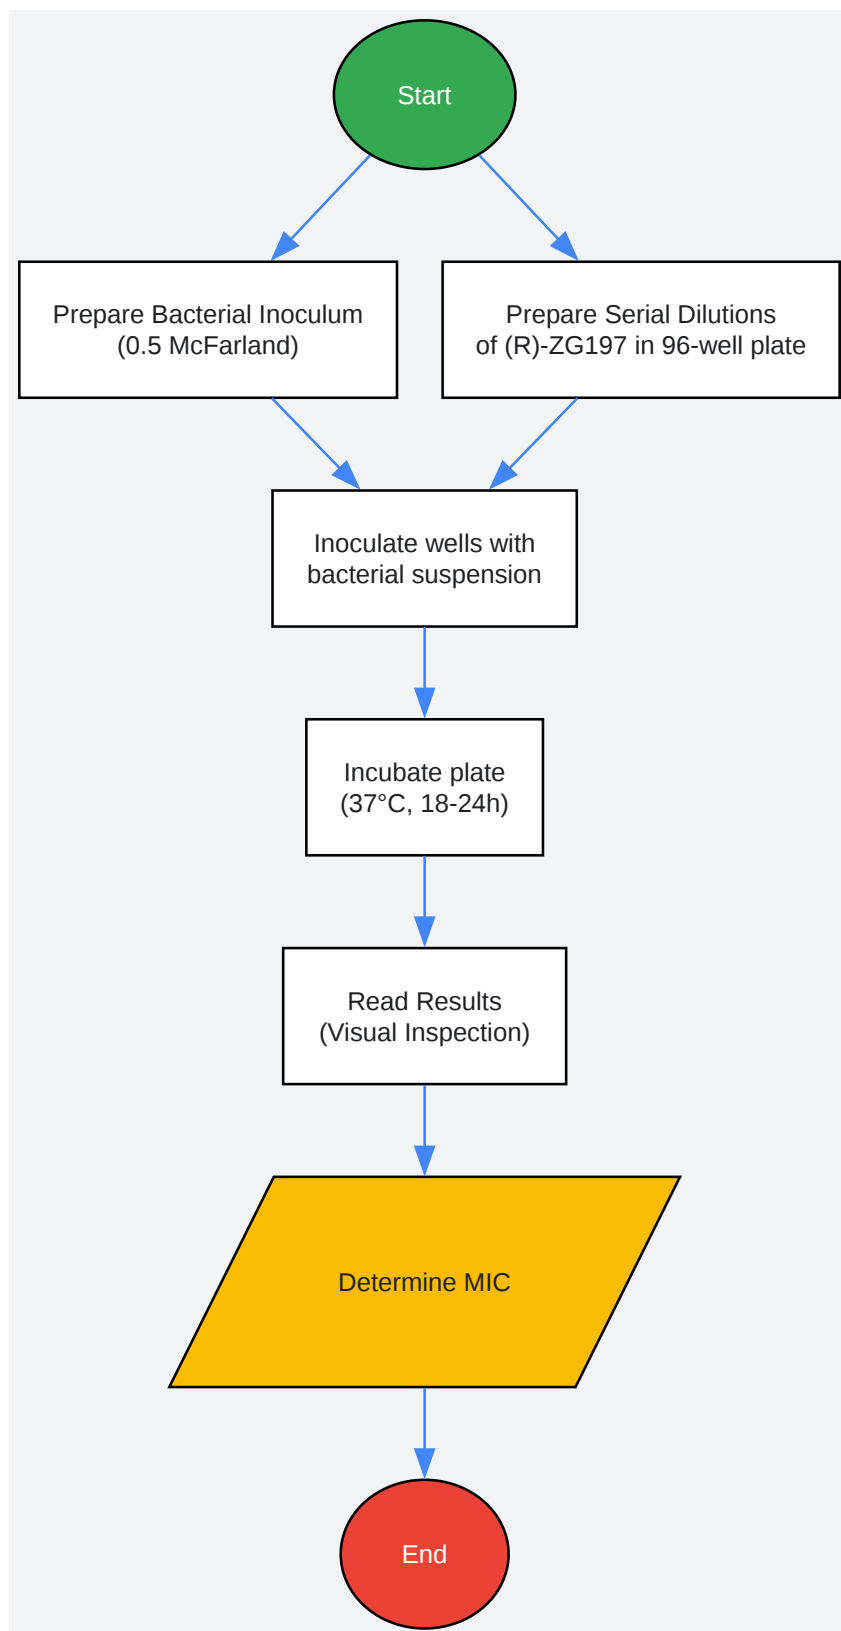 Start
Prepare Bacterial Inoculum
(0.5 McFarland)
Prepare Serial Dilutions
of (R)-ZG197 in 96-well plate
Inoculate wells with
bacterial suspension
Incubate plate
(37°C, 18-24h)
Read Results
(Visual Inspection)
Determine MIC
End